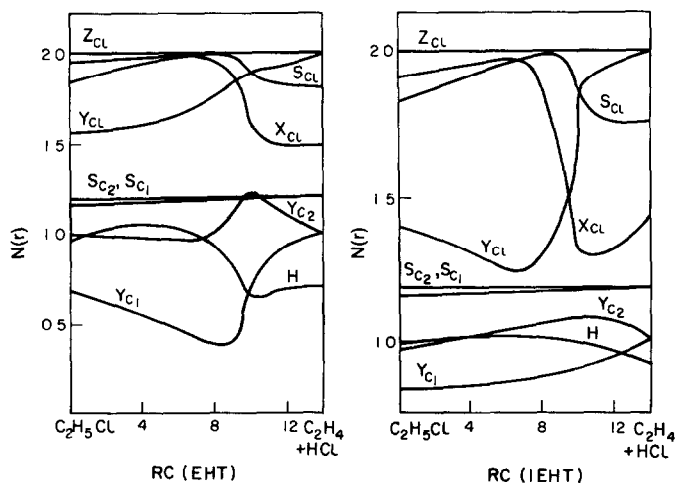 Z_Cl
2.0
S_Cl
Y_Cl
X_Cl
1.5
S_C2, S_C1
Y_C2
N(r)
1.0
H
Y_C1
0.5
C2H5Cl 4 8 12 C2H4
+HCl
RC (EHT)
Z_Cl
2.0
S_Cl
1.5
X_Cl
Y_Cl
N(r)
S_C2, S_C1
Y_C2
1.0
H
Y_C1
C2H5Cl 4 8 12 C2H4
+HCl
RC (IEHT)